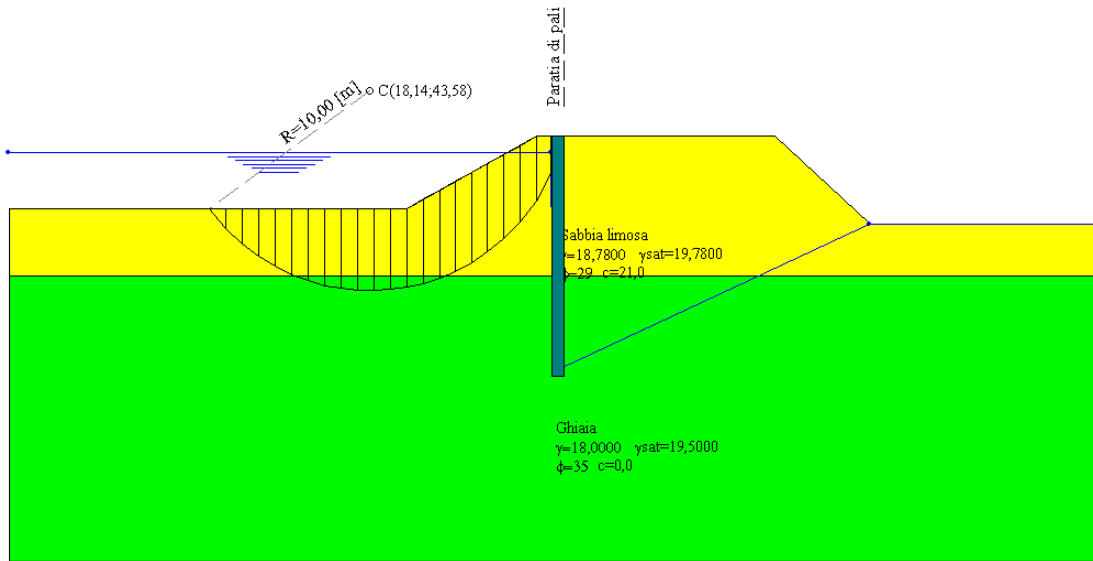 Paratia di pali
C(18,14;43,58)
R=10,00 [m]
Sabbia limosa
γ=18,7800 γsat=19,7800
ϕ=29 c=21,0
Ghiaia
γ=18,0000 γsat=19,5000
ϕ=35 c=0,0